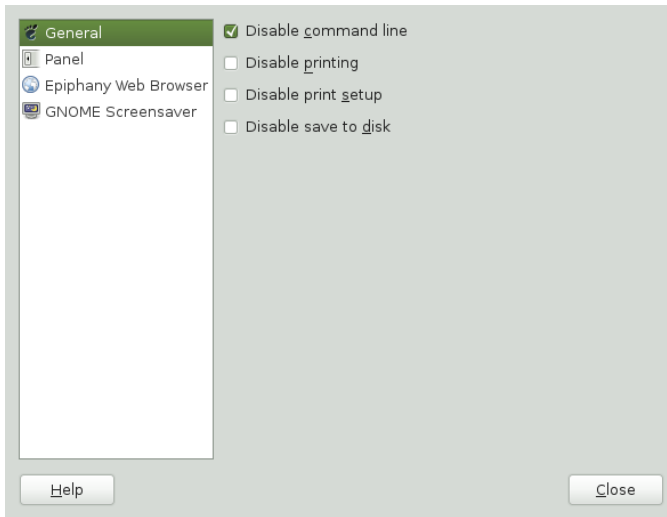 General
Panel
Epiphany Web Browser
GNOME Screensaver
Disable command line
Disable printing
Disable print setup
Disable save to disk
Help
Close